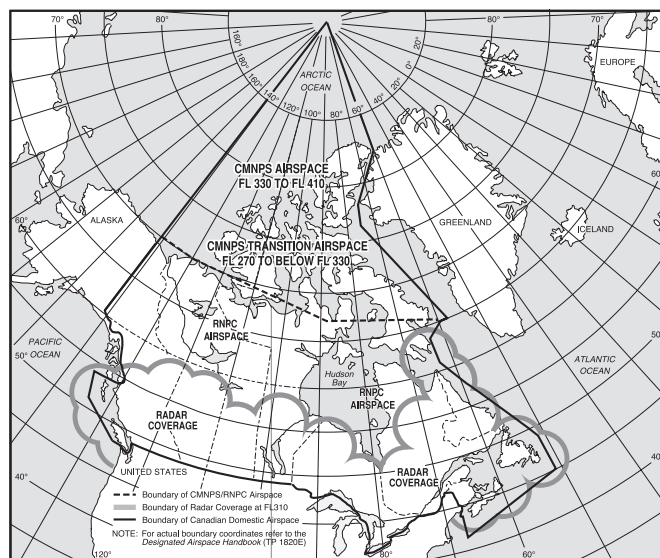 70°
60°
80°
80°
70°
60°
EUROPE
ARCTIC
OCEAN
160°
180°
160°
140°
120°
100°
80°
60°
40°
20°
0°
20°
CMNPS AIRSPACE
FL 330 TO FL 410
ALASKA
GREENLAND
ICELAND
CMNPS TRANSITION AIRSPACE
FL 270 TO BELOW FL 330
60°
50°
RNPC
AIRSPACE
PACIFIC
OCEAN
Hudson
Bay
RNPC
AIRSPACE
ATLANTIC
OCEAN
50°
40°
RADAR
COVERAGE
RADAR
COVERAGE
UNITED STATES
40°
Boundary of CMNPS/RNPC Airspace
Boundary of Radar Coverage at FL310
Boundary of Canadian Domestic Airspace
NOTE: For actual boundary coordinates refer to the
Designated Airspace Handbook (TP 1820E)
120°
80°
60°